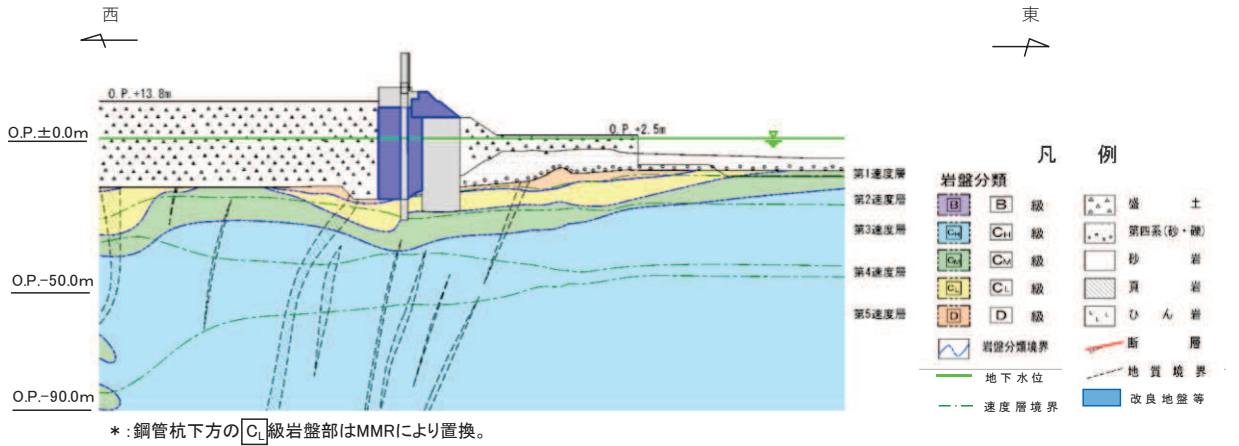 西
東
O.P.+13.8m
O.P.±0.0m
O.P.+2.5m
O.P.-50.0m
O.P.-90.0m
第1速度層
第2速度層
第3速度層
第4速度層
第5速度層
凡 例
岩盤分類
B B 級
CH CH 級
CM CM 級
CL CL 級
D D 級
岩盤分類境界
地下水位
速度層境界
盛 土
第四系(砂・礫)
砂 岩
頁 岩
ひ ん 岩
断 層
地質境界
改良地盤等
*:鋼管杭下方のCL級岩盤部はMMRにより置換。